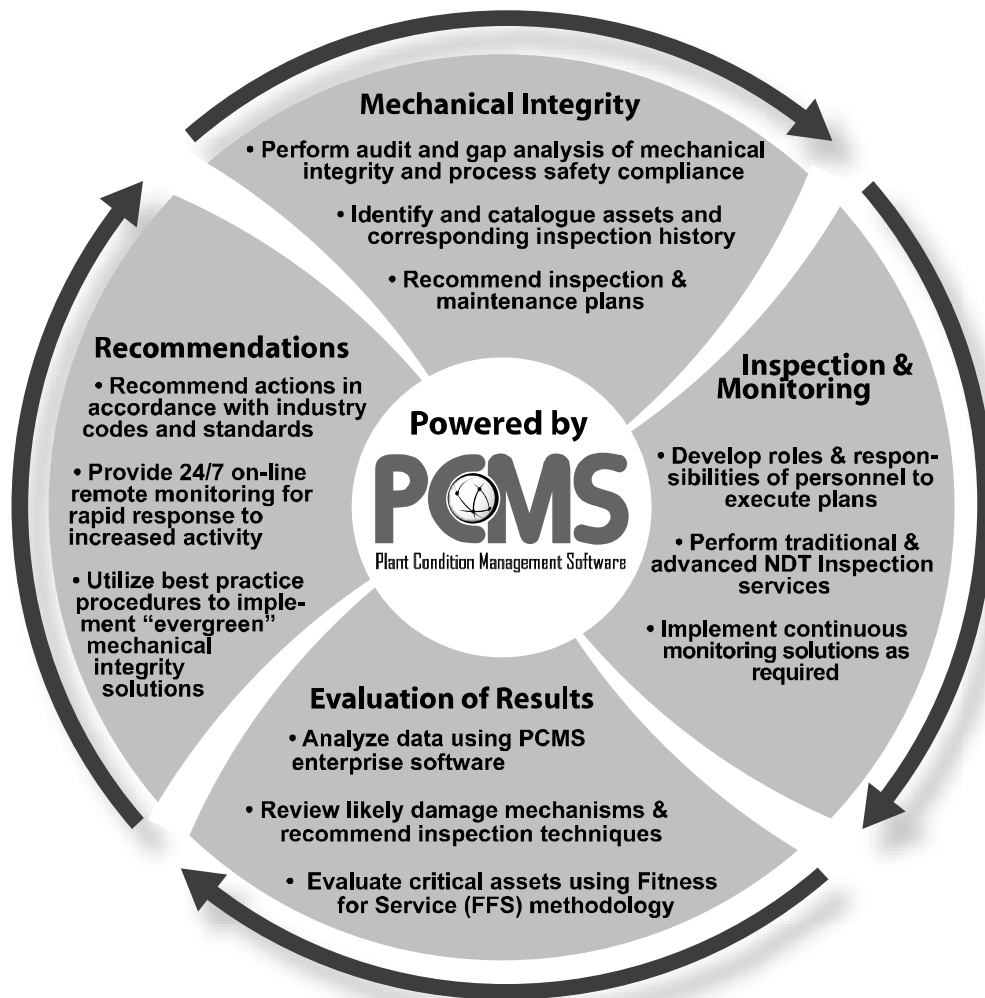 Mechanical Integrity
• Perform audit and gap analysis of mechanical
integrity and process safety compliance
• Identify and catalogue assets and
corresponding inspection history
• Recommend inspection &
maintenance plans
Inspection &
Monitoring
• Develop roles & respon-
sibilities of personnel to
execute plans
• Perform traditional &
advanced NDT Inspection
services
• Implement continuous
monitoring solutions as
required
Evaluation of Results
• Analyze data using PCMS
enterprise software
• Review likely damage mechanisms &
recommend inspection techniques
• Evaluate critical assets using Fitness
for Service (FFS) methodology
Recommendations
• Recommend actions in
accordance with industry
codes and standards
• Provide 24/7 on-line
remote monitoring for
rapid response to
increased activity
• Utilize best practice
procedures to imple-
ment “evergreen”
mechanical
integrity
solutions
Powered by
PCMS
Plant Condition Management Software